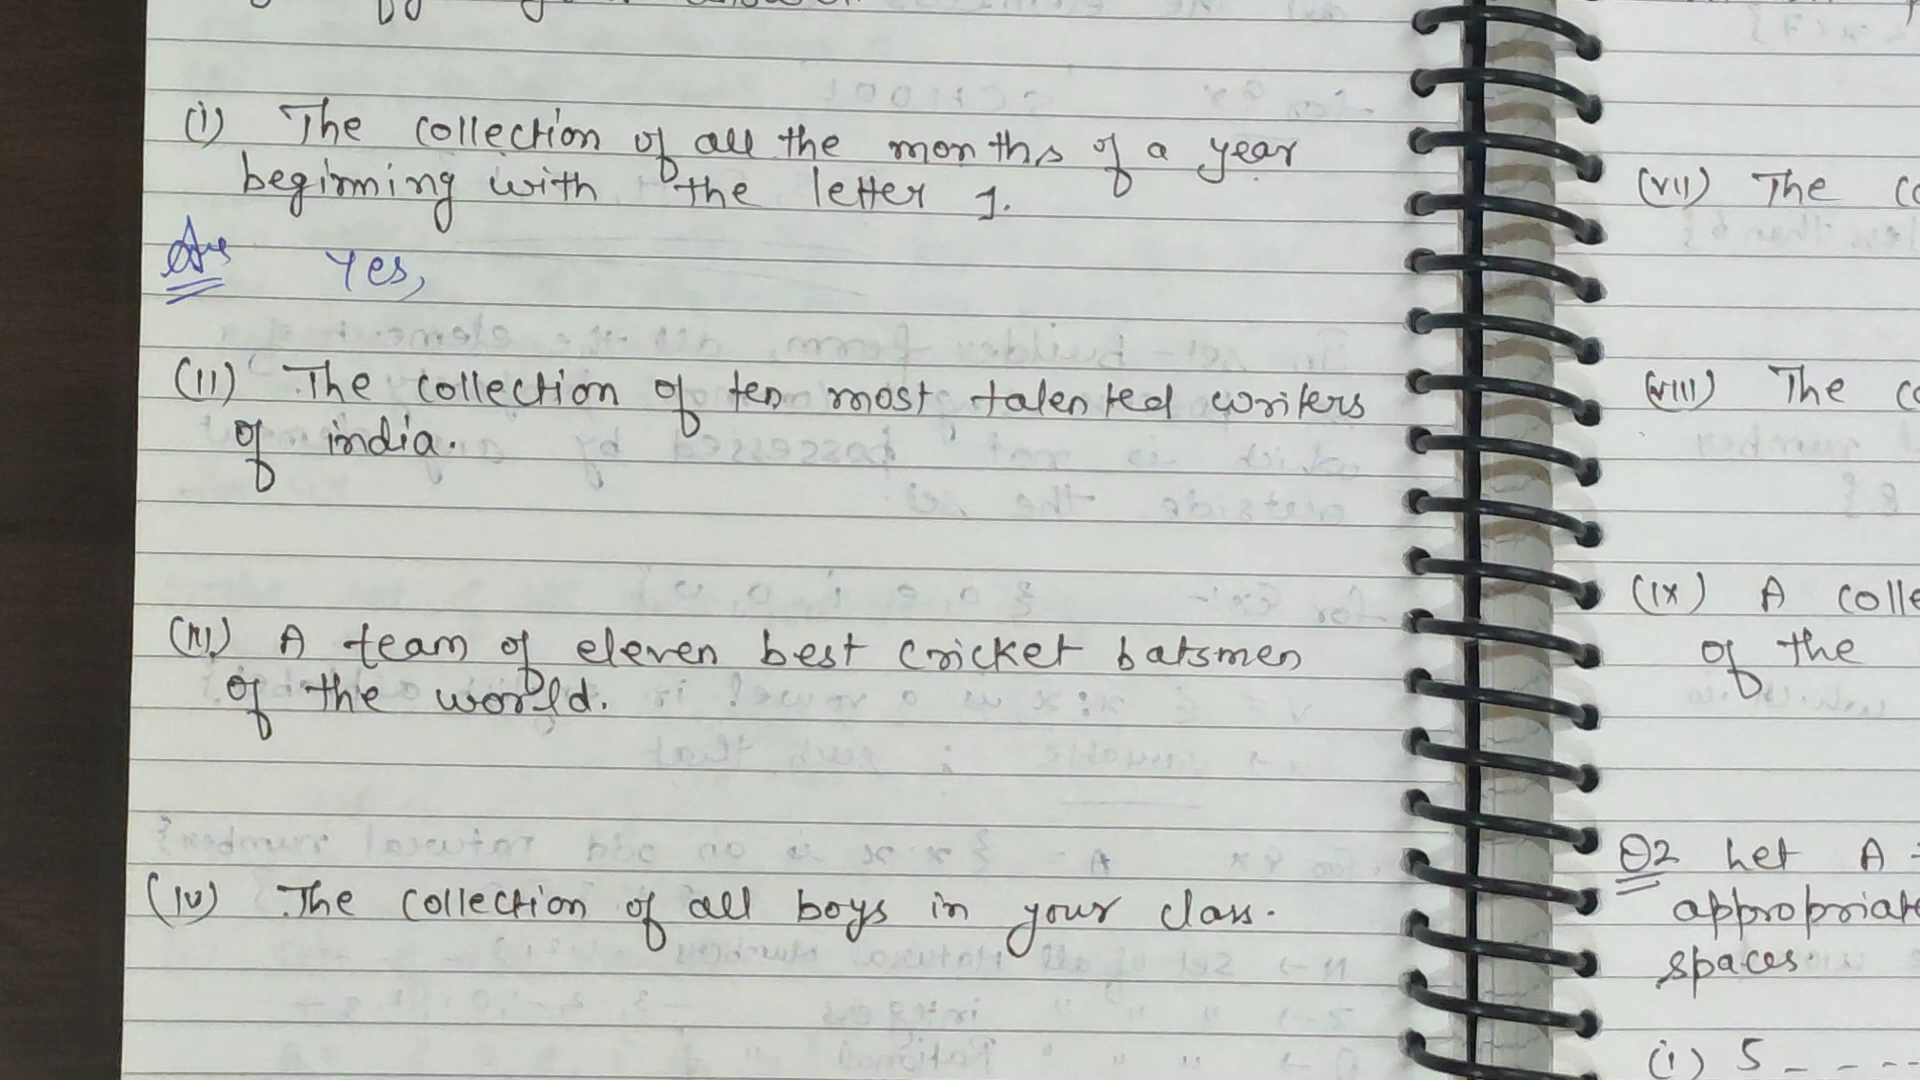 (i) The collection of all the months of a year
beginning with the letter J.
Ans Yes,
(ii) The collection of ten most talented writers
of india.
(iii) A team of eleven best cricket batsmen
of the world.
(iv) The collection of all boys in your class.
(vii) The
(viii) The
(ix) A colle
of the
Q2 Let A
appropriate
spaces
(i) 5 - - - -